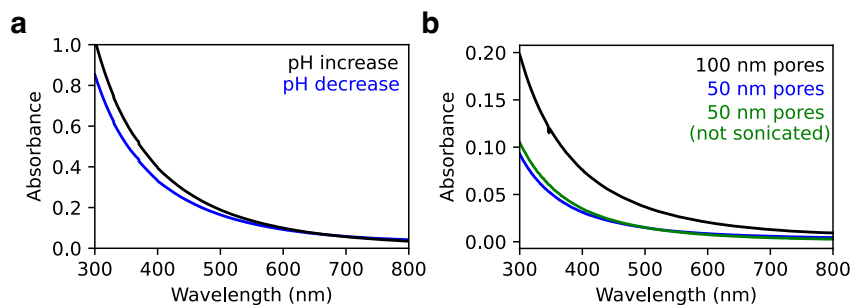 a
pH increase
pH decrease
Absorbance
1.0
0.8
0.6
0.4
0.2
0.0
300 400 500 600 700 800
Wavelength (nm)
b
100 nm pores
50 nm pores
50 nm pores
(not sonicated)
Absorbance
0.20
0.15
0.10
0.05
0.00
300 400 500 600 700 800
Wavelength (nm)